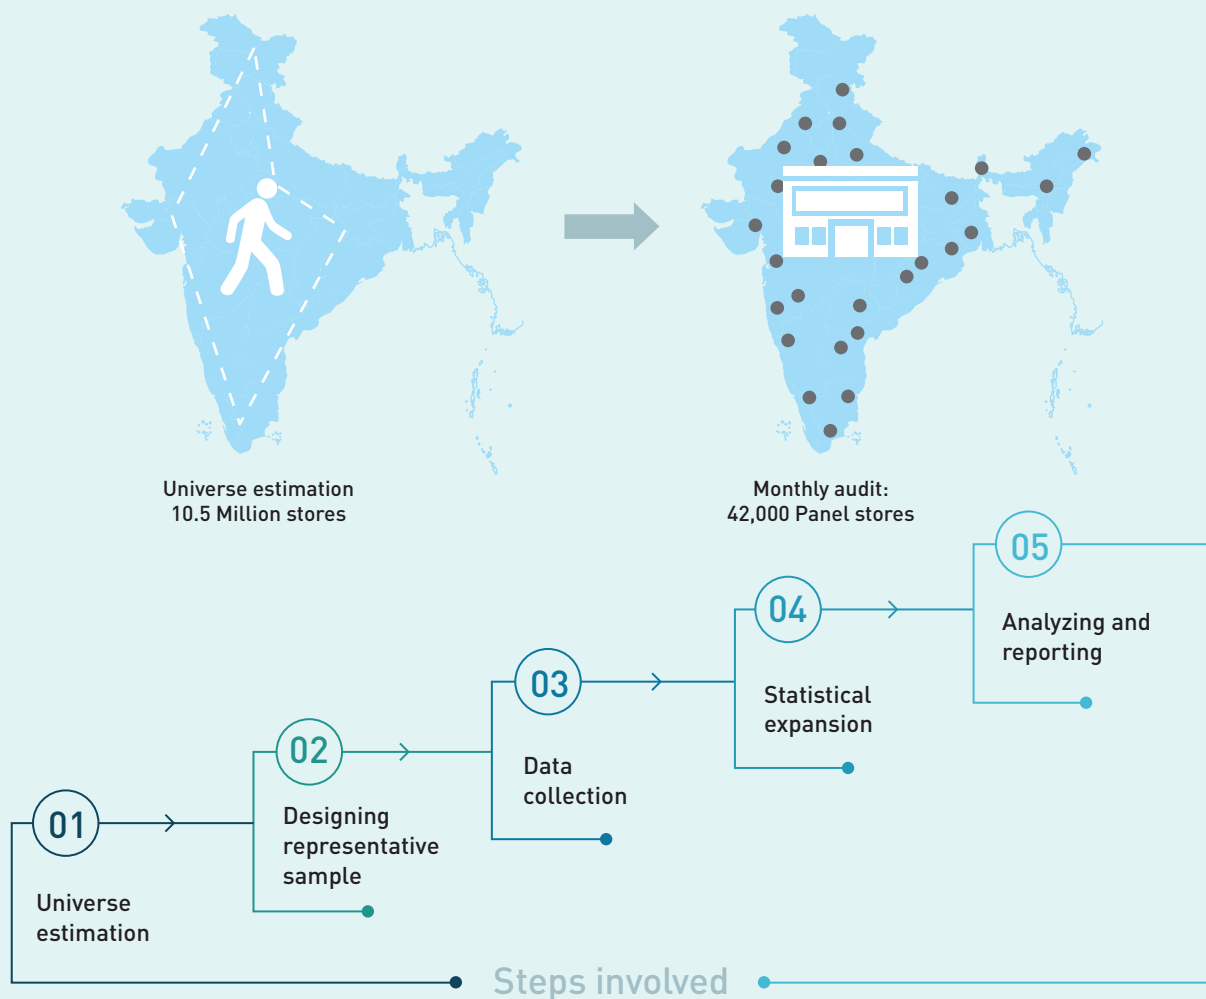 Universe estimation
10.5 Million stores
Monthly audit:
42,000 Panel stores
01
Universe
estimation
02
Designing
representative
sample
03
Data
collection
04
Statistical
expansion
05
Analyzing and
reporting
Steps involved